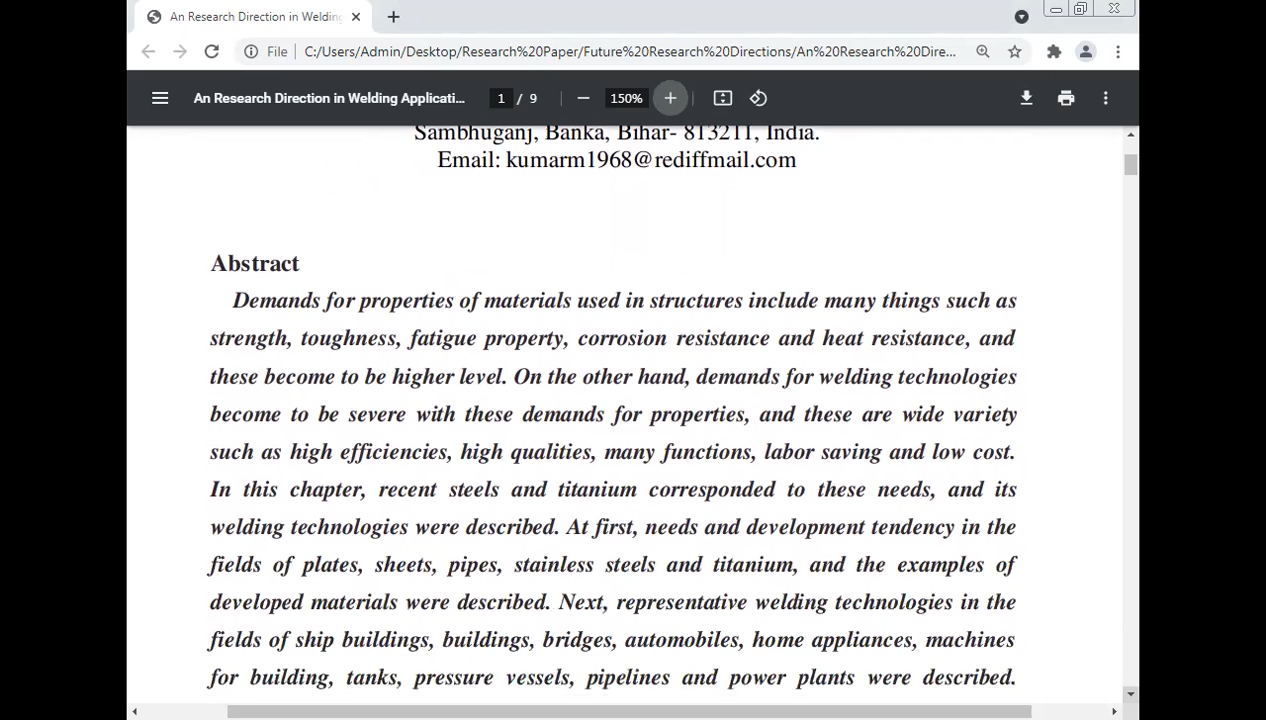 An Research Direction in Welding
File C:/Users/Admin/Desktop/Research%20Paper/Future%20Research%20Directions/An%20Research%20Dire...
An Research Direction in Welding Applicati... 1 / 9 150%
Sambhuganj, Banka, Bihar- 813211, India.
Email: kumarm1968@rediffmail.com
Abstract
Demands for properties of materials used in structures include many things such as
strength, toughness, fatigue property, corrosion resistance and heat resistance, and
these become to be higher level. On the other hand, demands for welding technologies
become to be severe with these demands for properties, and these are wide variety
such as high efficiencies, high qualities, many functions, labor saving and low cost.
In this chapter, recent steels and titanium corresponded to these needs, and its
welding technologies were described. At first, needs and development tendency in the
fields of plates, sheets, pipes, stainless steels and titanium, and the examples of
developed materials were described. Next, representative welding technologies in the
fields of ship buildings, buildings, bridges, automobiles, home appliances, machines
for building, tanks, pressure vessels, pipelines and power plants were described.